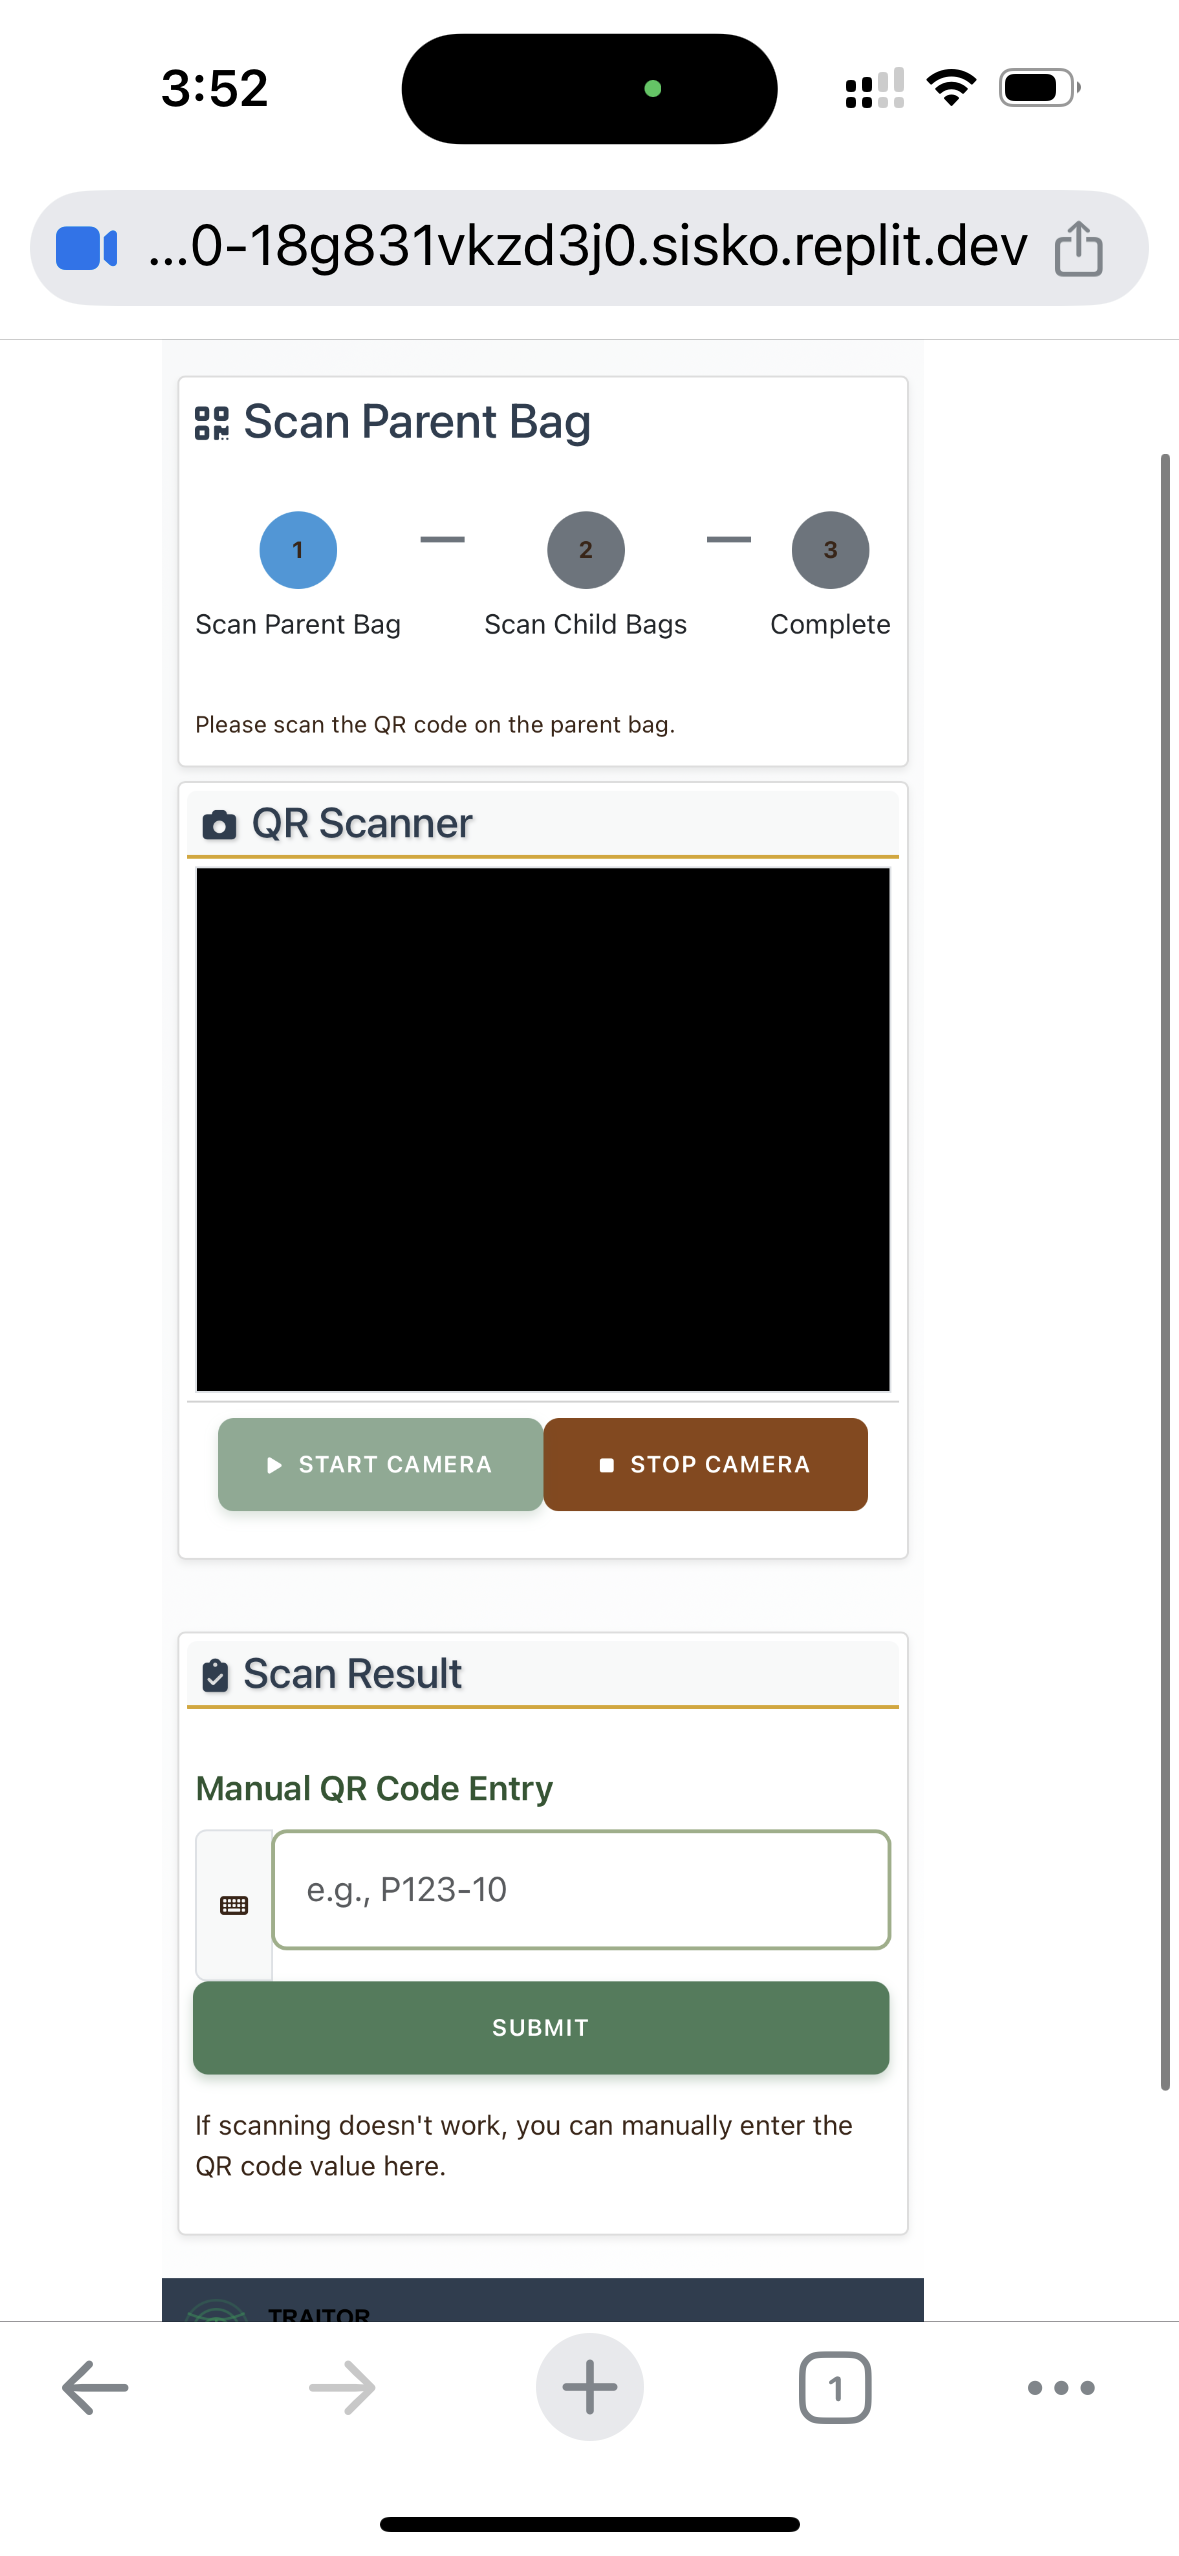 3:52
...0-18g831vkzd3j0.sisko.replit.dev
Scan Parent Bag
1
2
3
Scan Parent Bag
Scan Child Bags
Complete
Please scan the QR code on the parent bag.
QR Scanner
START CAMERA
STOP CAMERA
Scan Result
Manual QR Code Entry
e.g., P123-10
SUBMIT
If scanning doesn't work, you can manually enter the
QR code value here.
TRAITOR
1